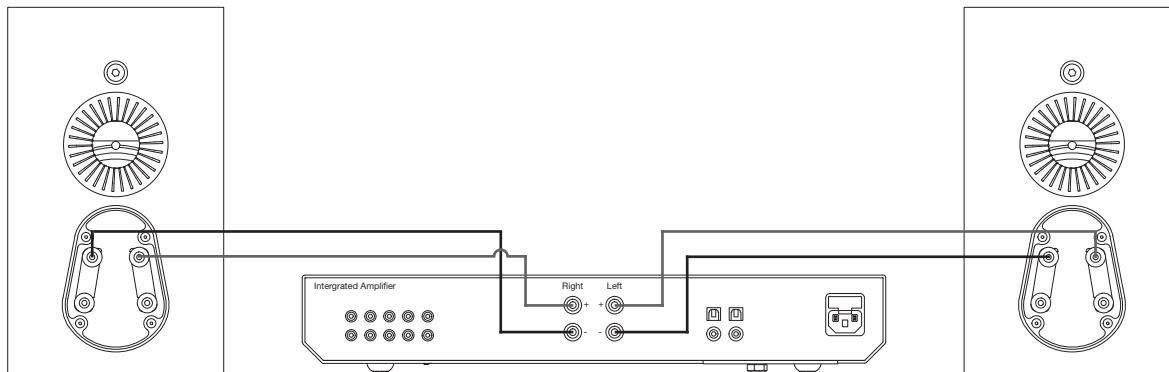 Intergrated Amplifier
Right Left
+ +
- -